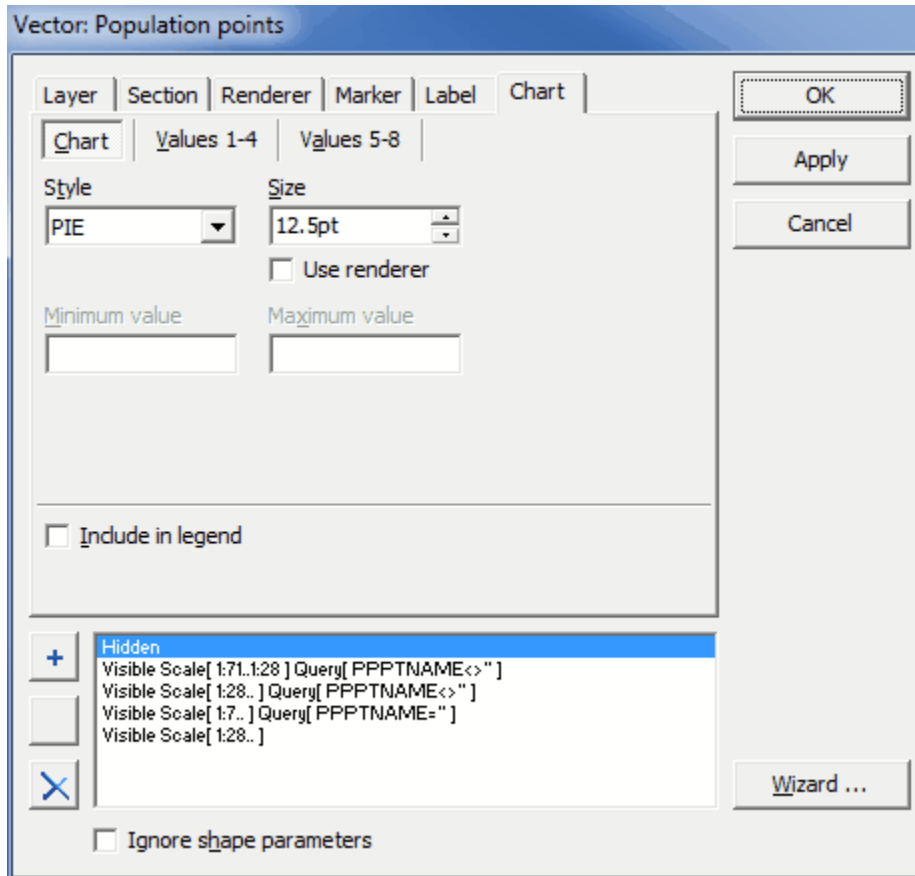 Vector: Population points
Layer Section Renderer Marker Label Chart
OK
Chart Values 1-4 Values 5-8
Apply
Style Size
PIE 12.5pt
Cancel
Use renderer
Minimum value Maximum value
Include in legend
+
Hidden
Visible Scale[ 1:71..1:28 ] Query[ PPPTNAME<>'' ]
Visible Scale[ 1:28.. ] Query[ PPPTNAME<>'' ]
Visible Scale[ 1:7.. ] Query[ PPPTNAME='' ]
Visible Scale[ 1:28.. ]
Wizard ...
Ignore shape parameters